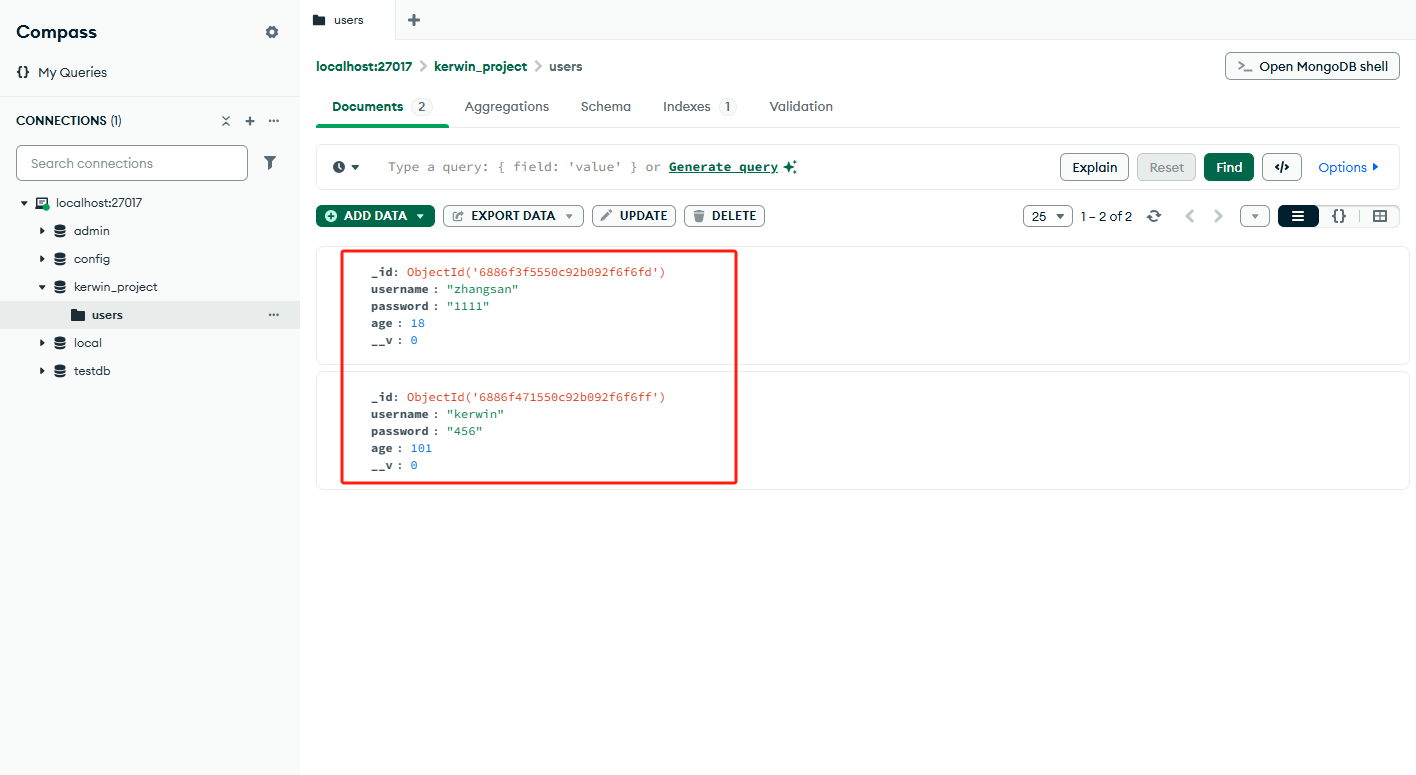 Compass
My Queries
CONNECTIONS (1)
Search connections
localhost:27017
admin
config
kerwin_project
users
local
testdb
users
localhost:27017 > kerwin_project > users
>_ Open MongoDB shell
Documents 2 Aggregations Schema Indexes 1 Validation
Type a query: { field: 'value' } or Generate query
Explain Reset Find </> Options
ADD DATA EXPORT DATA UPDATE DELETE
25 1 – 2 of 2
_id: ObjectId('6886f3f5550c92b092f6f6fd')
username : "zhangsan"
password : "1111"
age : 18
__v : 0
_id: ObjectId('6886f471550c92b092f6f6ff')
username : "kerwin"
password : "456"
age : 101
__v : 0